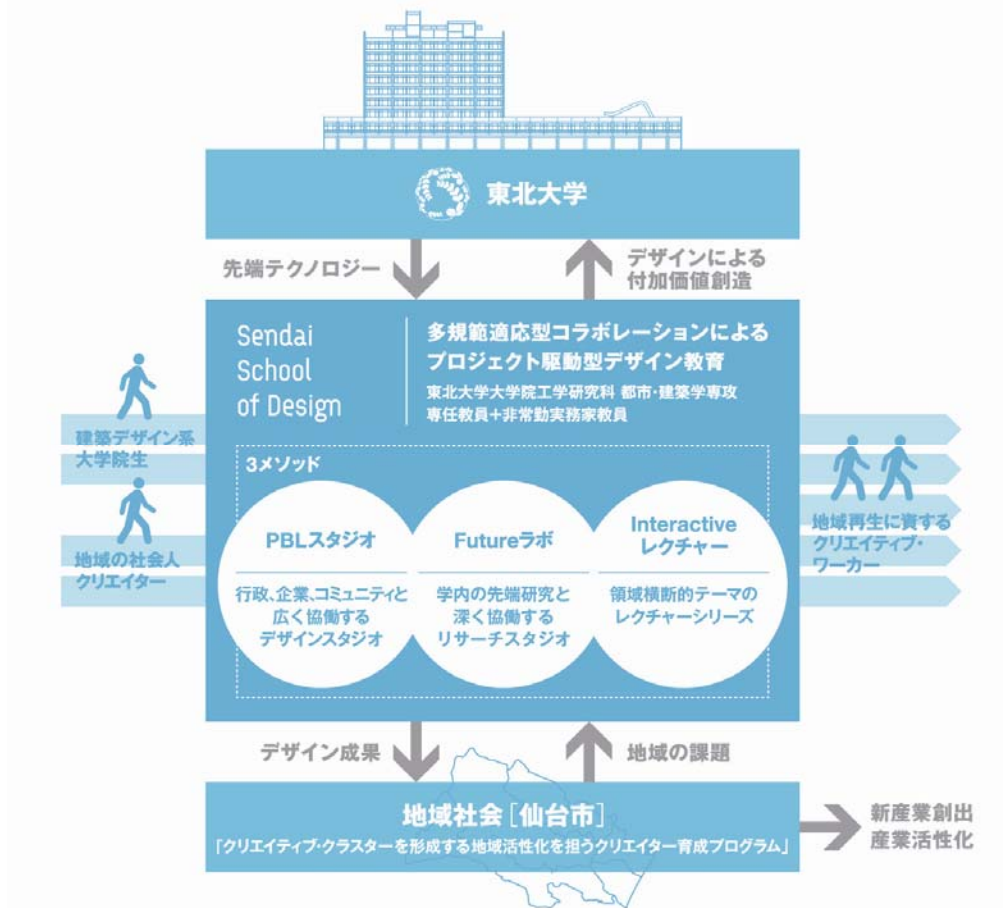 東北大学
先端テクノロジー
デザインによる
付加価値創造
Sendai
School
of Design
多規範適応型コラボレーションによる
プロジェクト駆動型デザイン教育
東北大学大学院工学研究科 都市・建築学専攻
専任教員+非常勤実務家教員
建築デザイン系
大学院生
地域の社会人
クリエイター
3メソッド
PBLスタジオ
行政、企業、コミュニティと
広く協働する
デザインスタジオ
Futureラボ
学内の先端研究と
深く協働する
リサーチスタジオ
Interactive
レクチャー
領域横断的テーマの
レクチャーシリーズ
地域再生に資する
クリエイティブ・
ワーカー
デザイン成果
地域の課題
地域社会[仙台市]
「クリエイティブ・クラスターを形成する地域活性化を担うクリエイター育成プログラム」
新産業創出
産業活性化